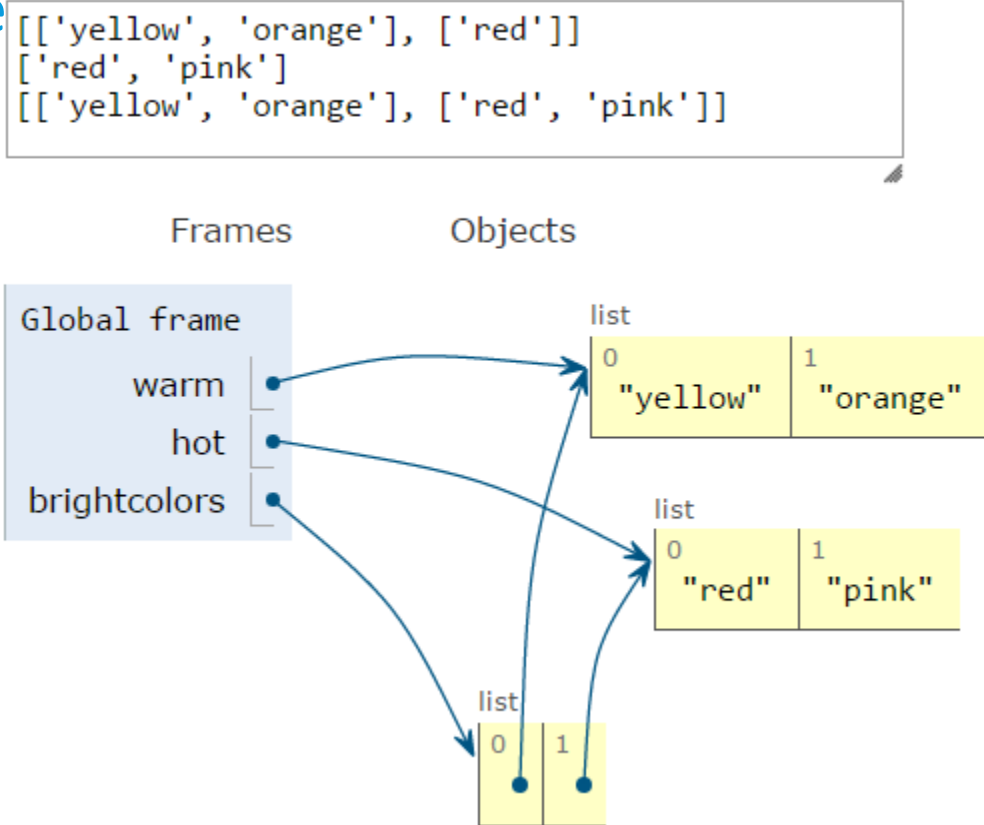 [['yellow', 'orange'], ['red']]
['red', 'pink']
[['yellow', 'orange'], ['red', 'pink']]
Frames Objects
Global frame
warm
hot
brightcolors
list
0 1
"yellow" "orange"
list
0 1
"red" "pink"
list
0 1